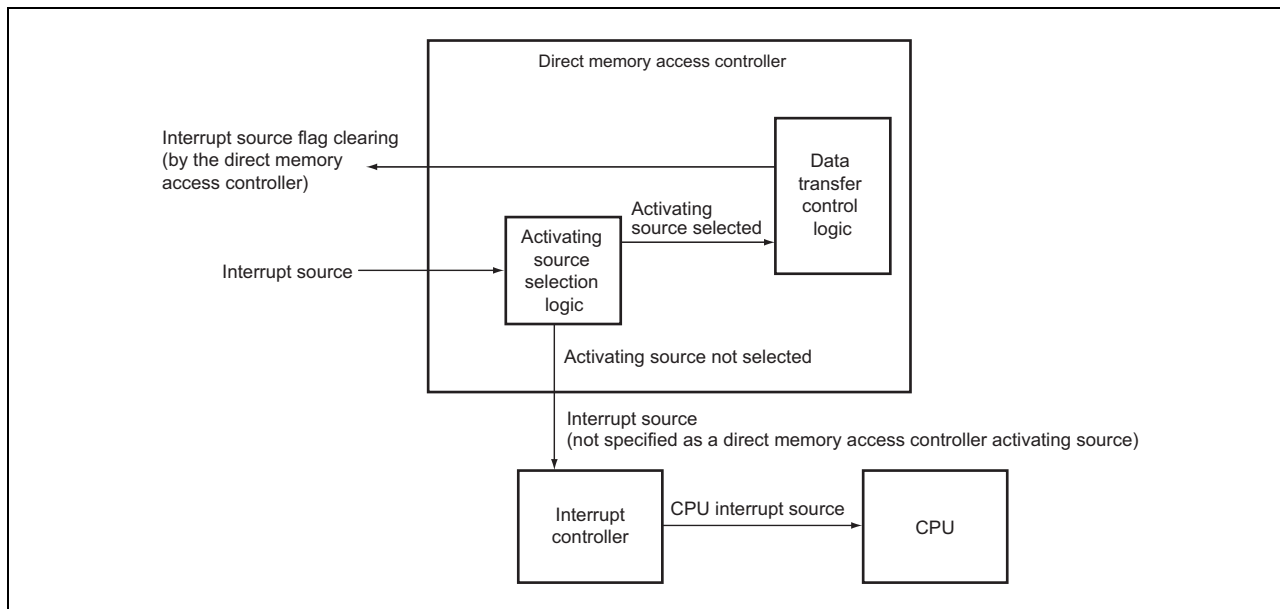 Direct memory access controller
Interrupt source flag clearing
(by the direct memory
access controller)
Data
transfer
control
logic
Activating
source selected
Activating
source
selection
logic
Interrupt source
Activating source not selected
Interrupt source
(not specified as a direct memory access controller activating source)
Interrupt
controller
CPU interrupt source
CPU